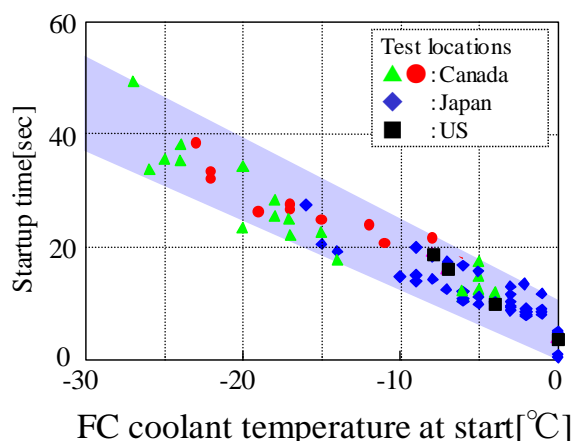 60
40
20
0
Startup time[sec]
Test locations
:Canada
:Japan
:US
-30
-20
-10
0
FC coolant temperature at start[℃]